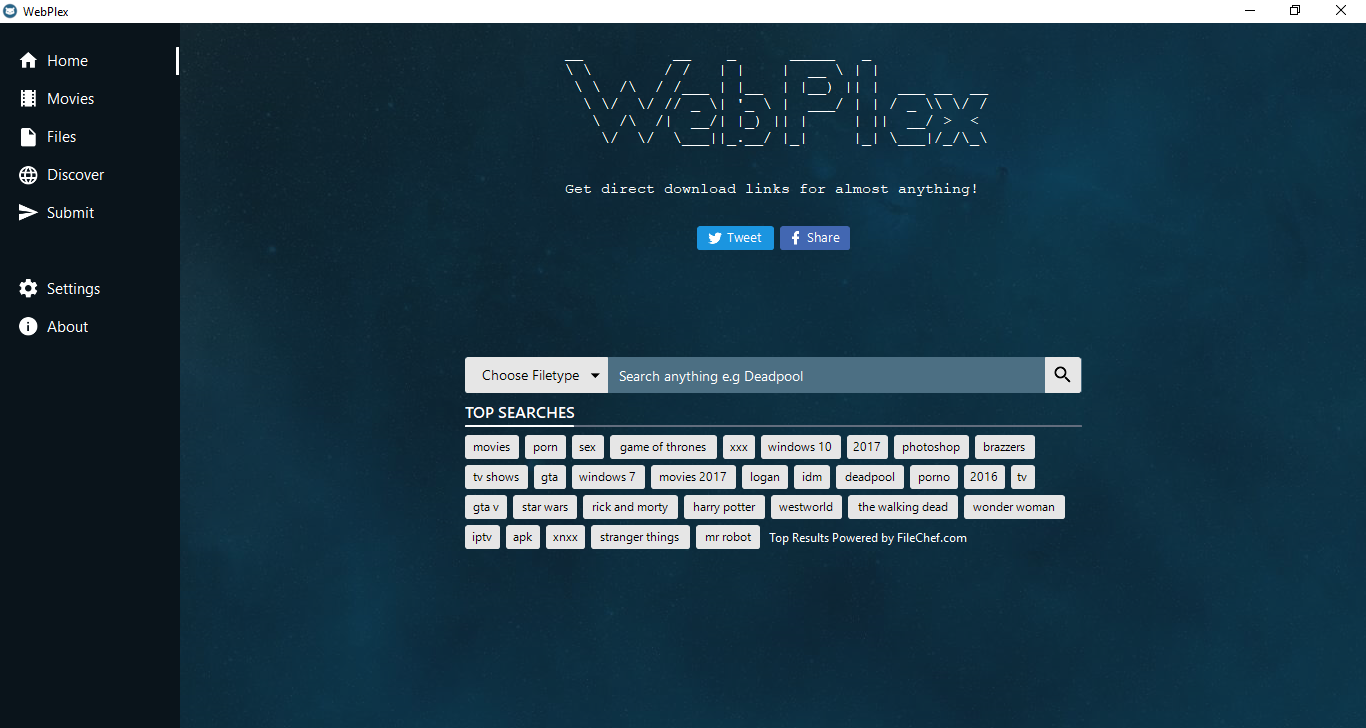 WebPlex
Home
Movies
Files
Discover
Submit
Settings
About
WebPlex
Get direct download links for almost anything!
Tweet
Share
Choose Filetype
Search anything e.g Deadpool
TOP SEARCHES
movies porn sex game of thrones xxx windows 10 2017 photoshop brazzers
tv shows gta windows 7 movies 2017 logan idm deadpool porno 2016 tv
gta v star wars rick and morty harry potter westworld the walking dead wonder woman
iptv apk xnxx stranger things mr robot Top Results Powered by FileChef.com